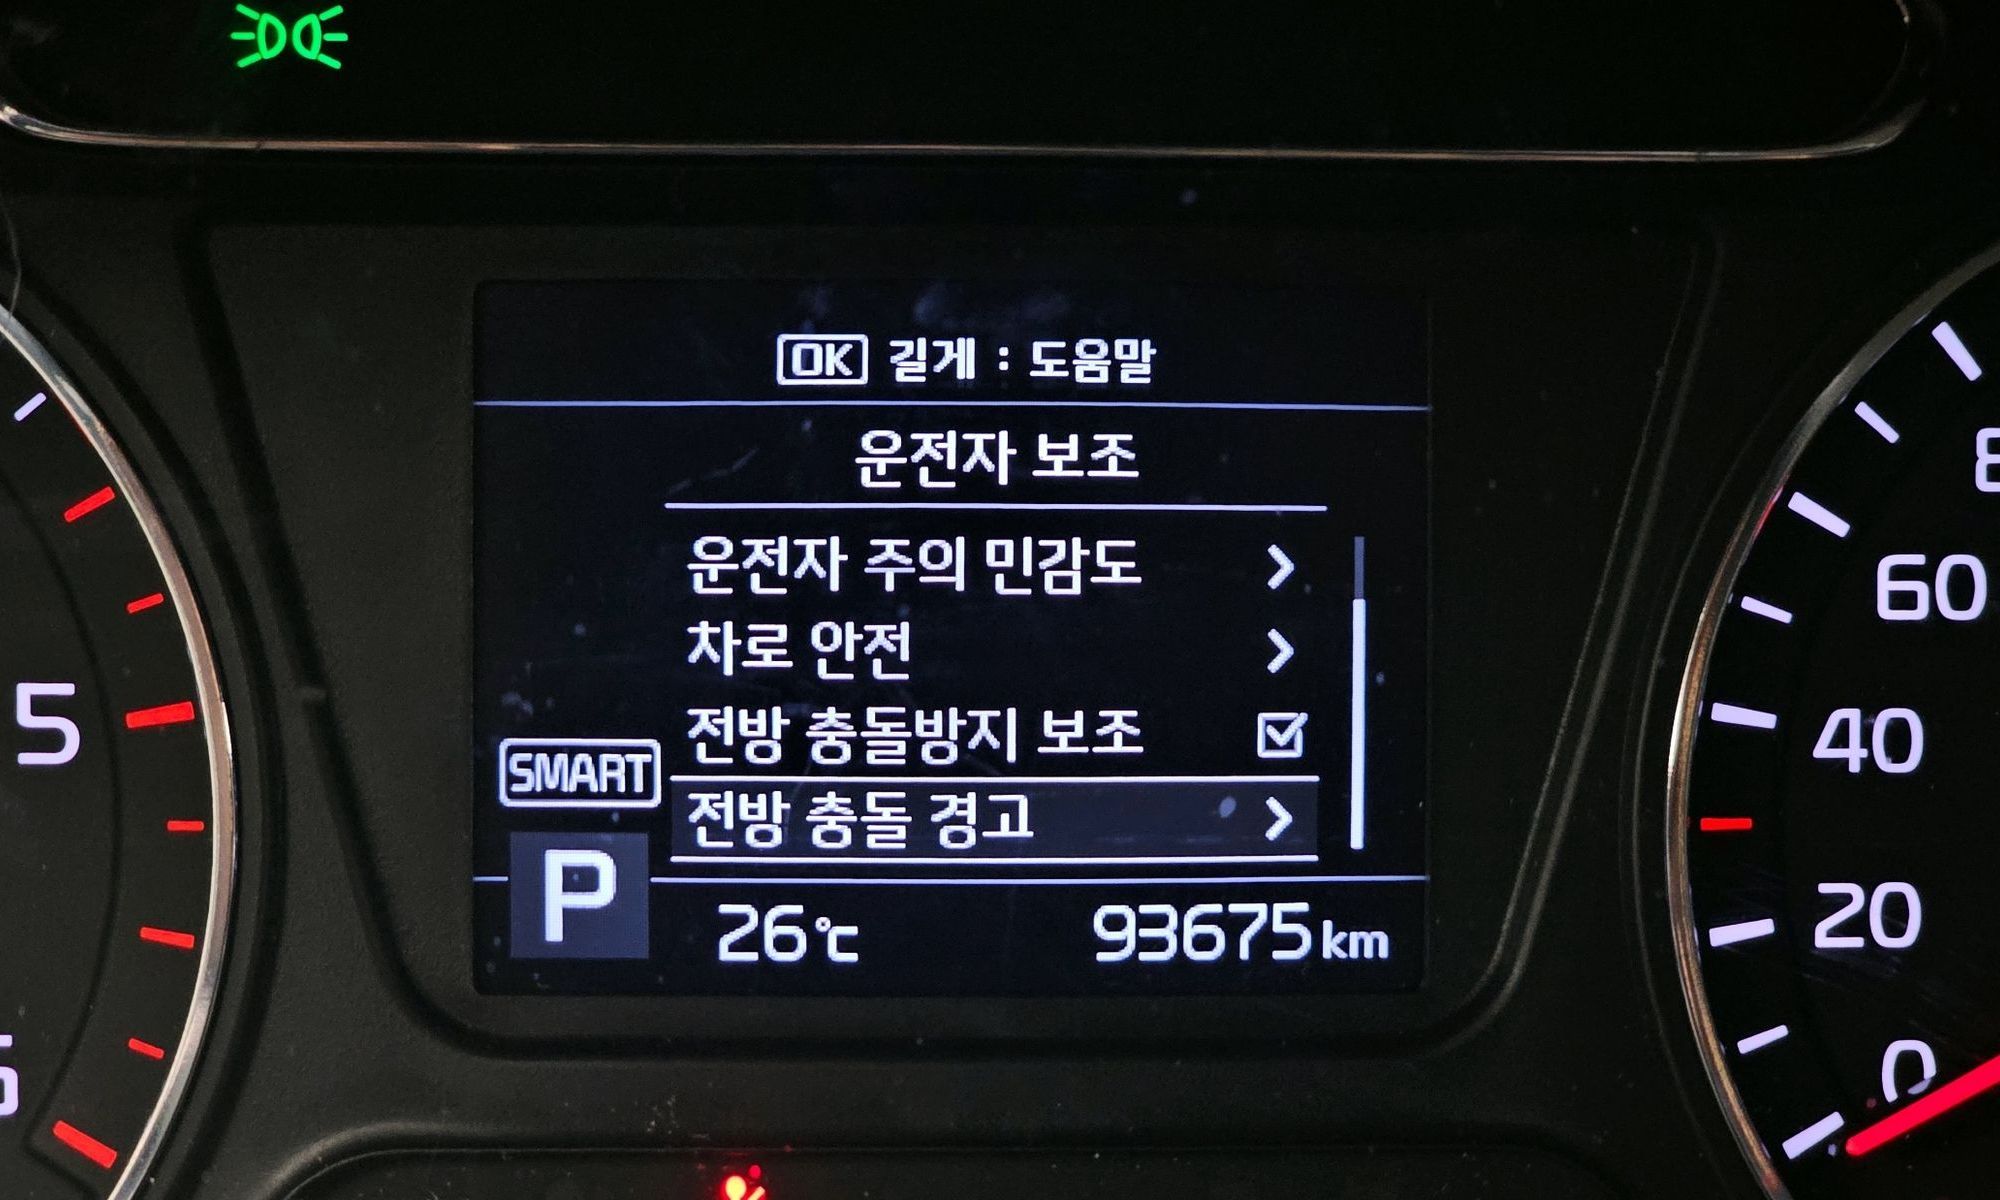 OK 길게 : 도움말
운전자 보조
운전자 주의 민감도
차로 안전
전방 충돌방지 보조
SMART
전방 충돌 경고
P
26℃
93675km
5
60
40
20
0